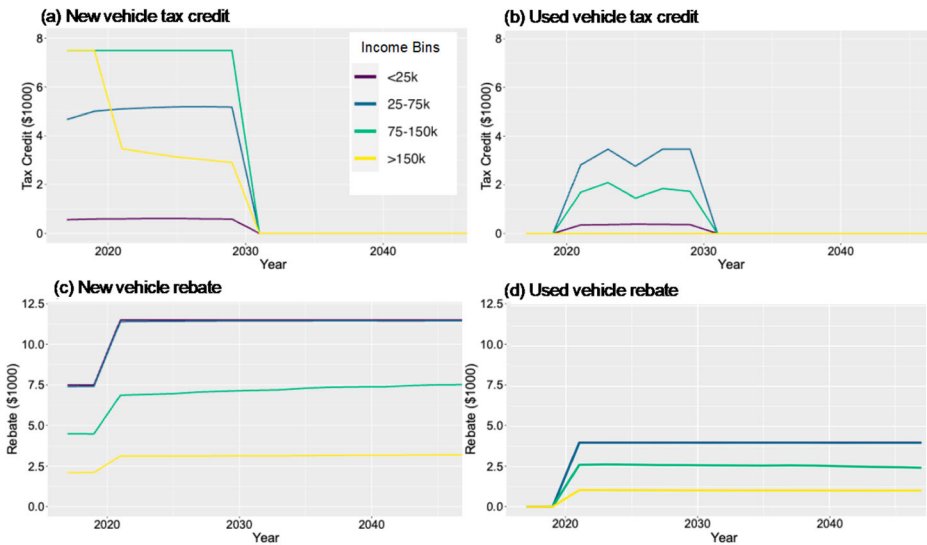 (a) New vehicle tax credit
8
6
4
2
0
Tax Credit ($1000)
2020
2030
2040
Year
Income Bins
<25k
25-75k
75-150k
>150k
(b) Used vehicle tax credit
8
6
4
2
0
Tax Credit ($1000)
2020
2030
2040
Year
(c) New vehicle rebate
12.5
10.0
7.5
5.0
2.5
0.0
Rebate ($1000)
2020
2030
2040
Year
(d) Used vehicle rebate
12.5
10.0
7.5
5.0
2.5
0.0
Rebate ($1000)
2020
2030
2040
Year